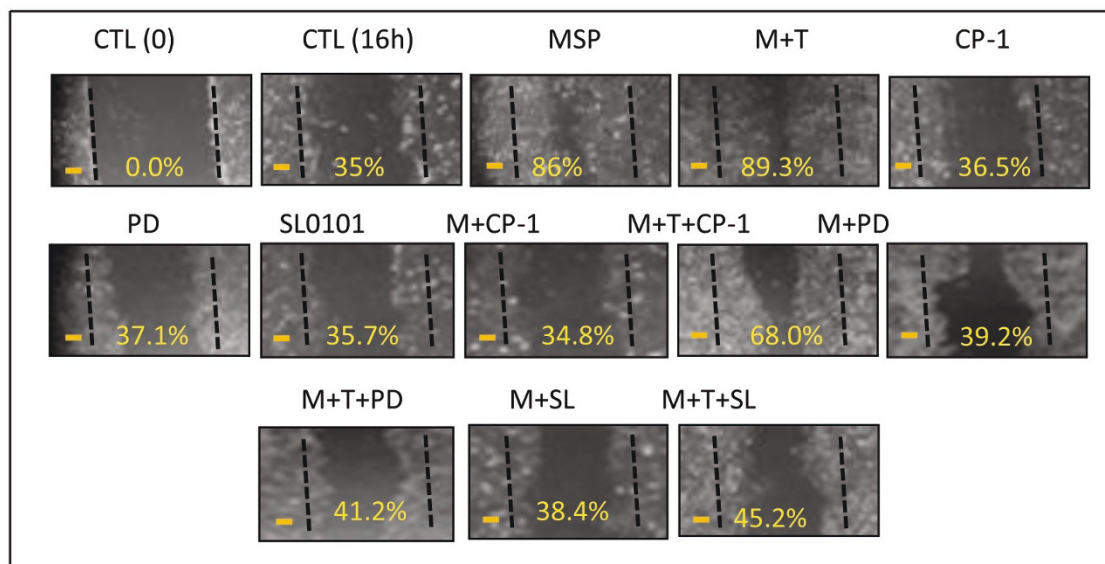 CTL (0) CTL (16h) MSP M+T CP-1
0.0% 35% 86% 89.3% 36.5%
PD SL0101 M+CP-1 M+T+CP-1 M+PD
37.1% 35.7% 34.8% 68.0% 39.2%
M+T+PD M+SL M+T+SL
41.2% 38.4% 45.2%